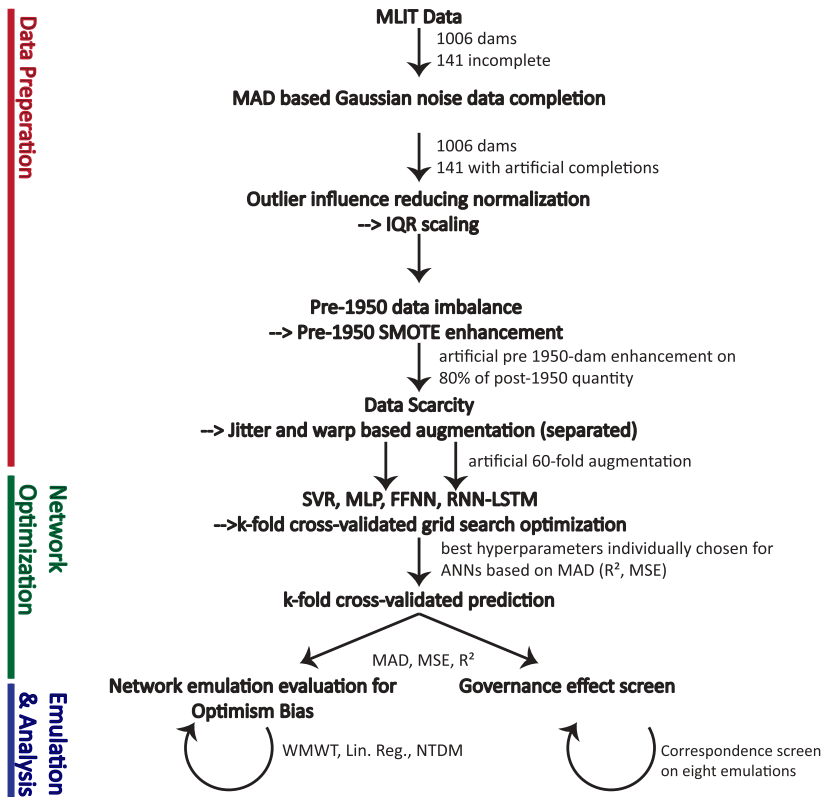 MLIT Data
1006 dams
141 incomplete
MAD based Gaussian noise data completion
1006 dams
141 with artificial completions
Outlier influence reducing normalization
--> IQR scaling
Pre-1950 data imbalance
--> Pre-1950 SMOTE enhancement
artificial pre 1950-dam enhancement on
80% of post-1950 quantity
Data Scarcity
--> Jitter and warp based augmentation (separated)
artificial 60-fold augmentation
Data Preperation
SVR, MLP, FFNN, RNN-LSTM
-->k-fold cross-validated grid search optimization
best hyperparameters individually chosen for
ANNs based on MAD (R², MSE)
k-fold cross-validated prediction
MAD, MSE, R²
Network
Optimization
Network emulation evaluation for
Optimism Bias
Governance effect screen
WMWT, Lin. Reg., NTDM
Correspondence screen
on eight emulations
Emulation
& Analysis